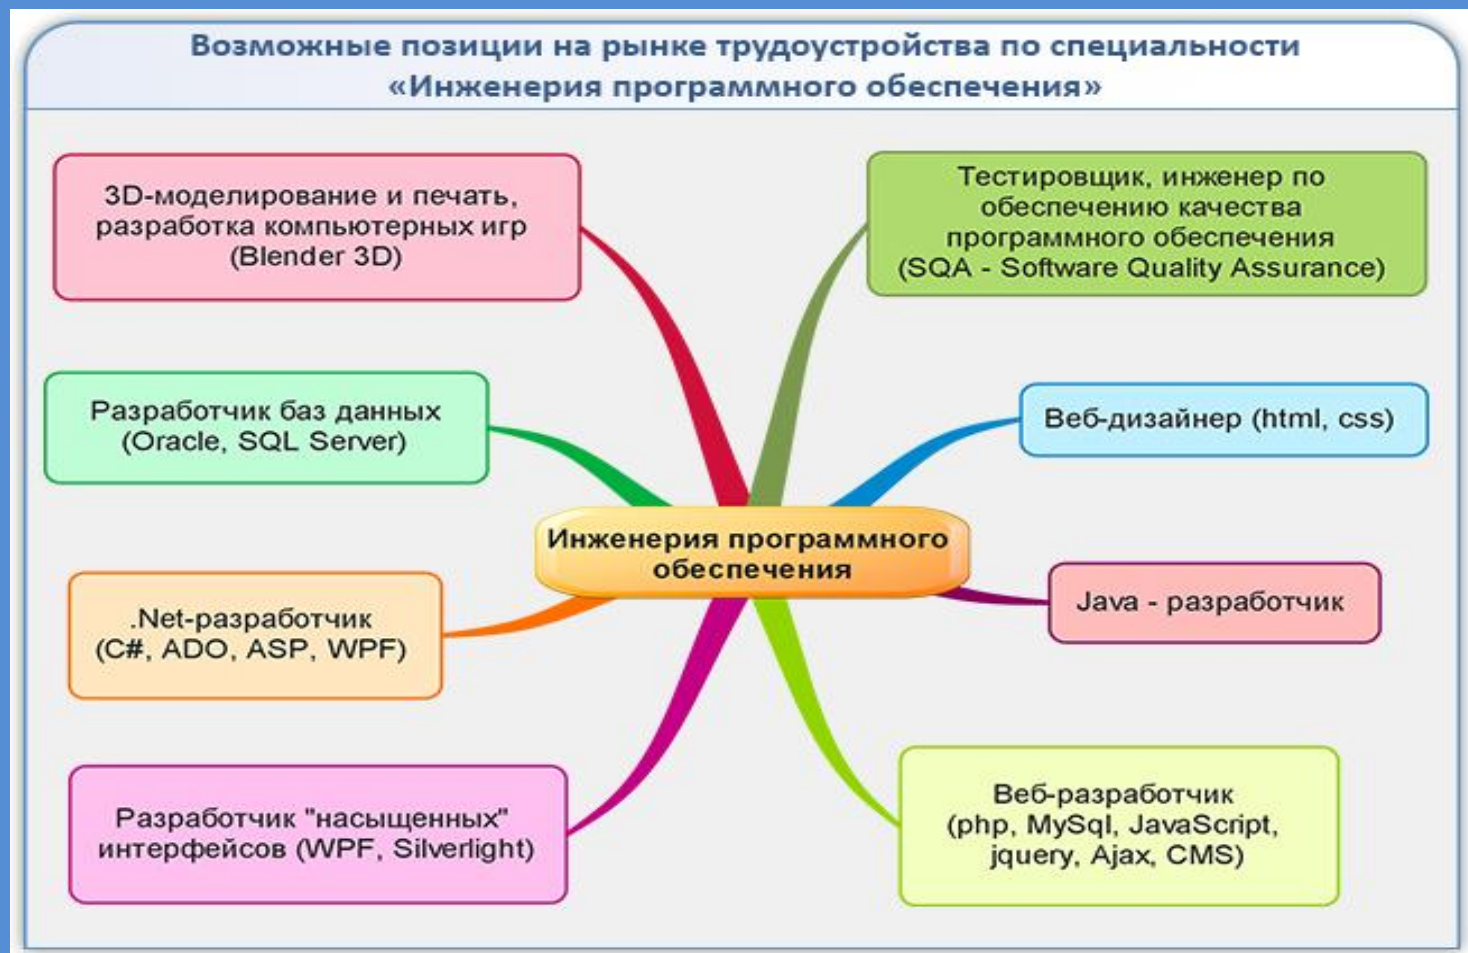 Возможные позиции на рынке трудоустройства по специальности
«Инженерия программного обеспечения»
3D-моделирование и печать,
разработка компьютерных игр
(Blender 3D)
Тестировщик, инженер по
обеспечению качества
программного обеспечения
(SQA - Software Quality Assurance)
Разработчик баз данных
(Oracle, SQL Server)
Веб-дизайнер (html, css)
Инженерия программного
обеспечения
.Net-разработчик
(C#, ADO, ASP, WPF)
Java - разработчик
Разработчик "насыщенных"
интерфейсов (WPF, Silverlight)
Веб-разработчик
(php, MySql, JavaScript,
jquery, Ajax, CMS)